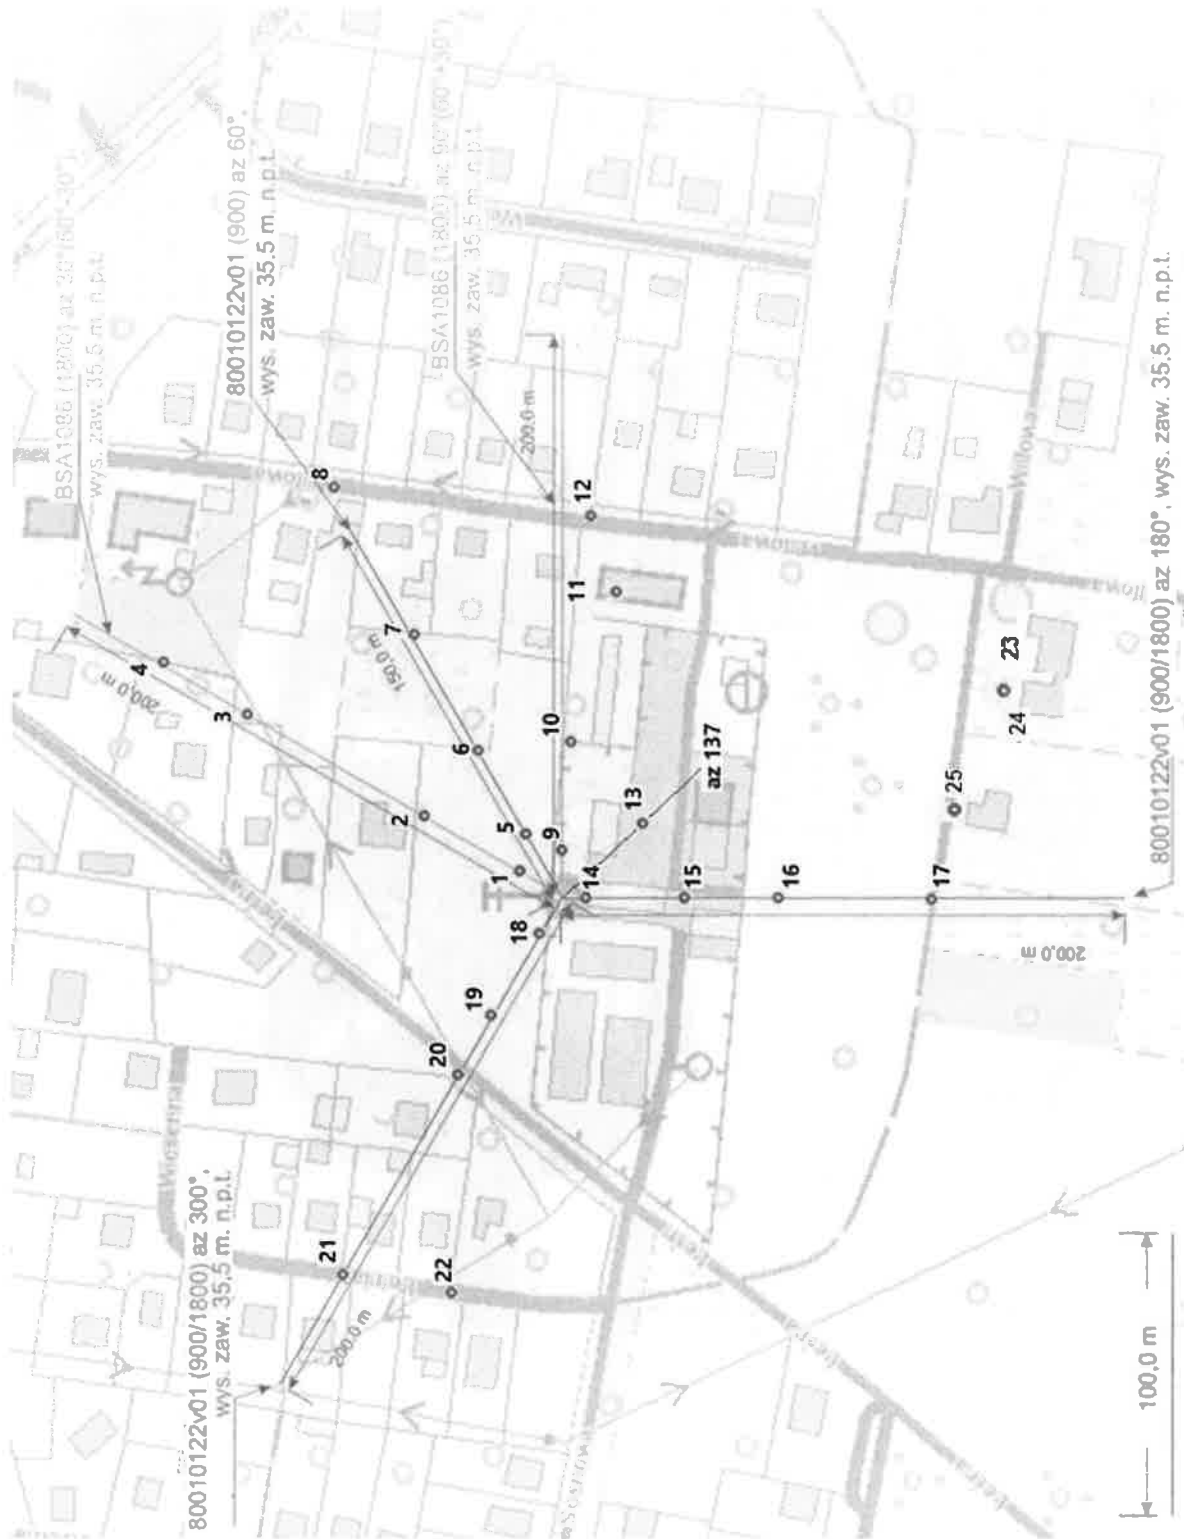 BSA1086 (1800) az 30°(60°-30°),
wys. zaw. 35.5 m. n.p.t.
80010122v01 (900) az 60°,
wys. zaw. 35.5 m. n.p.t.
BSA1086 (1800) az 90°(60°+30°),
wys. zaw. 35,5 m. n.p.t.
80010122v01 (900/1800) az 300°,
wys. zaw. 35,5 m. n.p.t.
80010122v01 (900/1800) az 180°, wys. zaw. 35.5 m. n.p.t.
200,0 m
150,0 m
200.0 m
200,0 m
200.0 m
100,0 m
az 137
1
2
3
4
5
6
7
8
9
10
11
12
13
14
15
16
17
18
19
20
21
22
23
24
25
Willowa